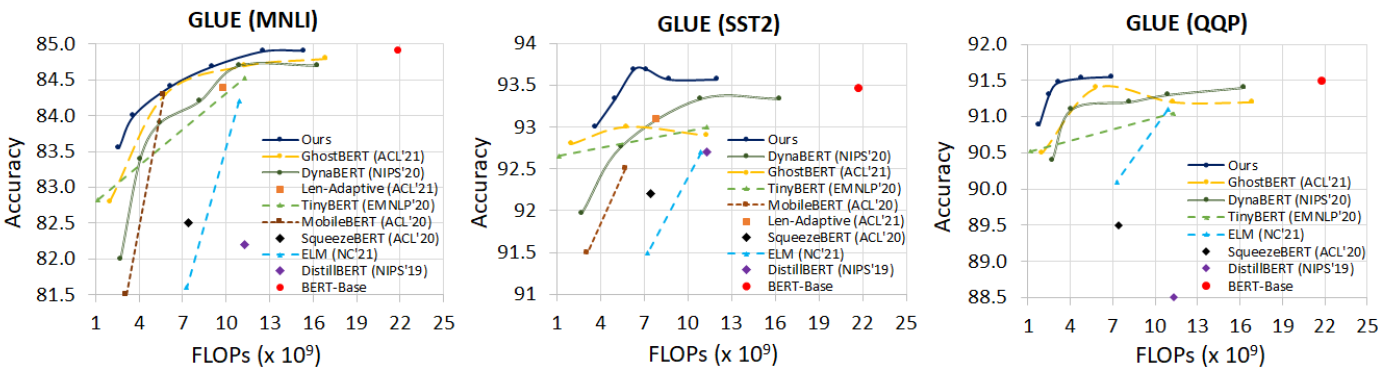 GLUE (MNLI)
Accuracy
85.0
84.5
84.0
83.5
83.0
82.5
82.0
81.5
Ours
GhostBERT (ACL'21)
DynaBERT (NIPS'20)
Len-Adaptive (ACL'21)
TinyBERT (EMNLP'20)
MobileBERT (ACL'20)
SqueezeBERT (ACL'20)
ELM (NC'21)
DistillBERT (NIPS'19)
BERT-Base
1 4 7 10 13 16 19 22 25
FLOPs (x 10⁹)
GLUE (SST2)
Accuracy
94
93.5
93
92.5
92
91.5
91
Ours
DynaBERT (NIPS'20)
GhostBERT (ACL'21)
TinyBERT (EMNLP'20)
MobileBERT (ACL'20)
Len-Adaptive (ACL'21)
SqueezeBERT (ACL'20)
ELM (NC'21)
DistillBERT (NIPS'19)
BERT-Base
1 4 7 10 13 16 19 22 25
FLOPs (x 10⁹)
GLUE (QQP)
Accuracy
92.0
91.5
91.0
90.5
90.0
89.5
89.0
88.5
Ours
GhostBERT (ACL'21)
DynaBERT (NIPS'20)
TinyBERT (EMNLP'20)
ELM (NC'21)
SqueezeBERT (ACL'20)
DistillBERT (NIPS'19)
BERT-Base
1 4 7 10 13 16 19 22 25
FLOPs (x 10⁹)